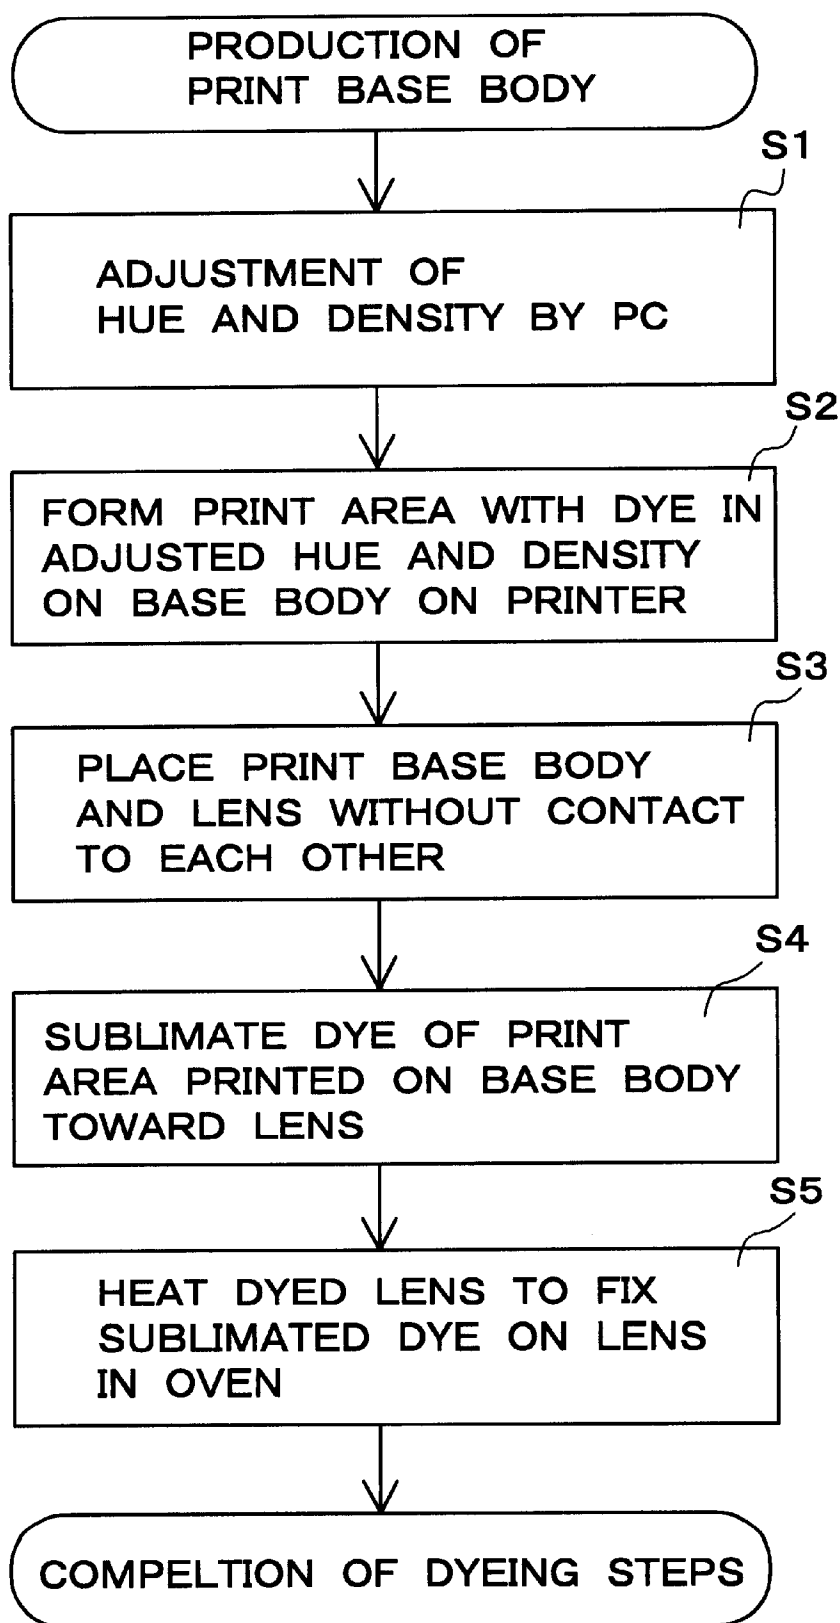 PRODUCTION OF
PRINT BASE BODY
S1
ADJUSTMENT OF
HUE AND DENSITY BY PC
S2
FORM PRINT AREA WITH DYE IN
ADJUSTED HUE AND DENSITY
ON BASE BODY ON PRINTER
S3
PLACE PRINT BASE BODY
AND LENS WITHOUT CONTACT
TO EACH OTHER
S4
SUBLIMATE DYE OF PRINT
AREA PRINTED ON BASE BODY
TOWARD LENS
S5
HEAT DYED LENS TO FIX
SUBLIMATED DYE ON LENS
IN OVEN
COMPELTION OF DYEING STEPS